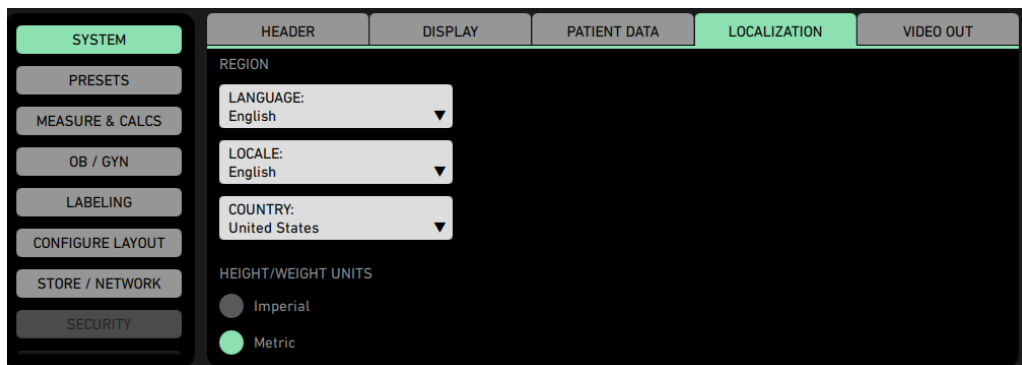 SYSTEM
PRESETS
MEASURE & CALCS
OB / GYN
LABELING
CONFIGURE LAYOUT
STORE / NETWORK
SECURITY
HEADER
DISPLAY
PATIENT DATA
LOCALIZATION
VIDEO OUT
REGION
LANGUAGE:
English
LOCALE:
English
COUNTRY:
United States
HEIGHT/WEIGHT UNITS
Imperial
Metric